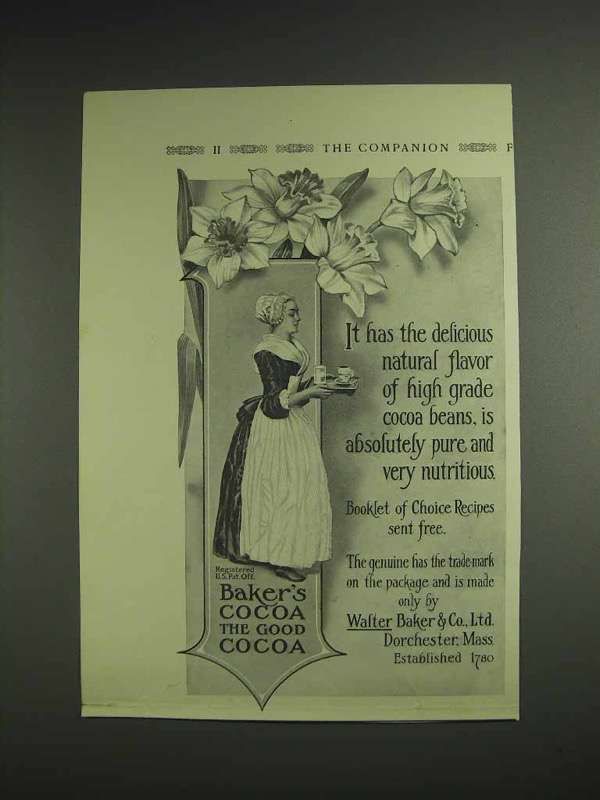 II THE COMPANION F
It has the delicious
natural flavor
of high grade
cocoa beans, is
absolutely pure and
very nutritious.
Booklet of Choice Recipes
sent free.
The genuine has the trade-mark
on the package and is made
only by
Walter Baker & Co., Ltd.
Dorchester, Mass.
Established 1780
Registered
U.S. Pat. Off.
Baker's
COCOA
THE GOOD
COCOA